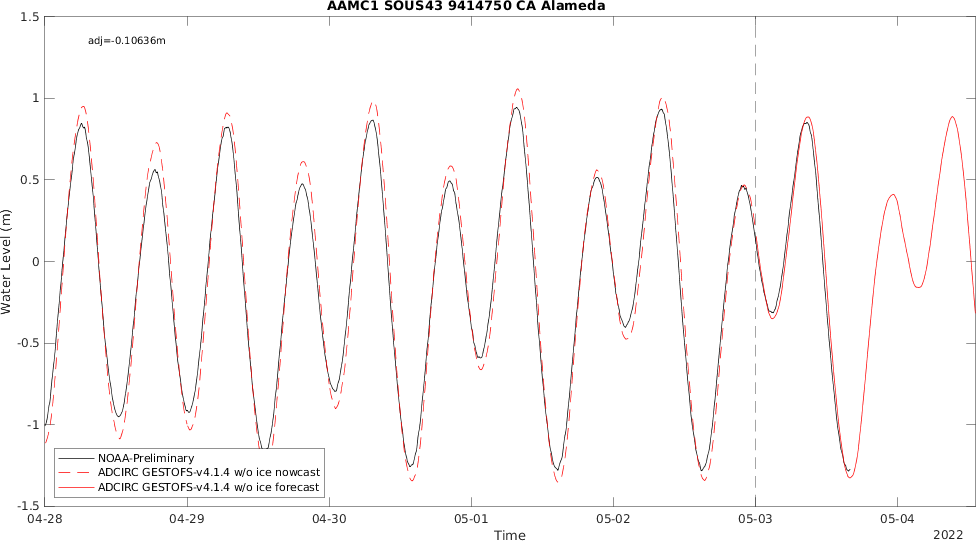 AAMC1 SOUS43 9414750 CA Alameda
1.5
adj=-0.10636m
1
0.5
0
-0.5
-1
-1.5
Water Level (m)
NOAA-Preliminary
ADCIRC GESTOFS-v4.1.4 w/o ice nowcast
ADCIRC GESTOFS-v4.1.4 w/o ice forecast
04-28 04-29 04-30 05-01 05-02 05-03 05-04
Time
2022